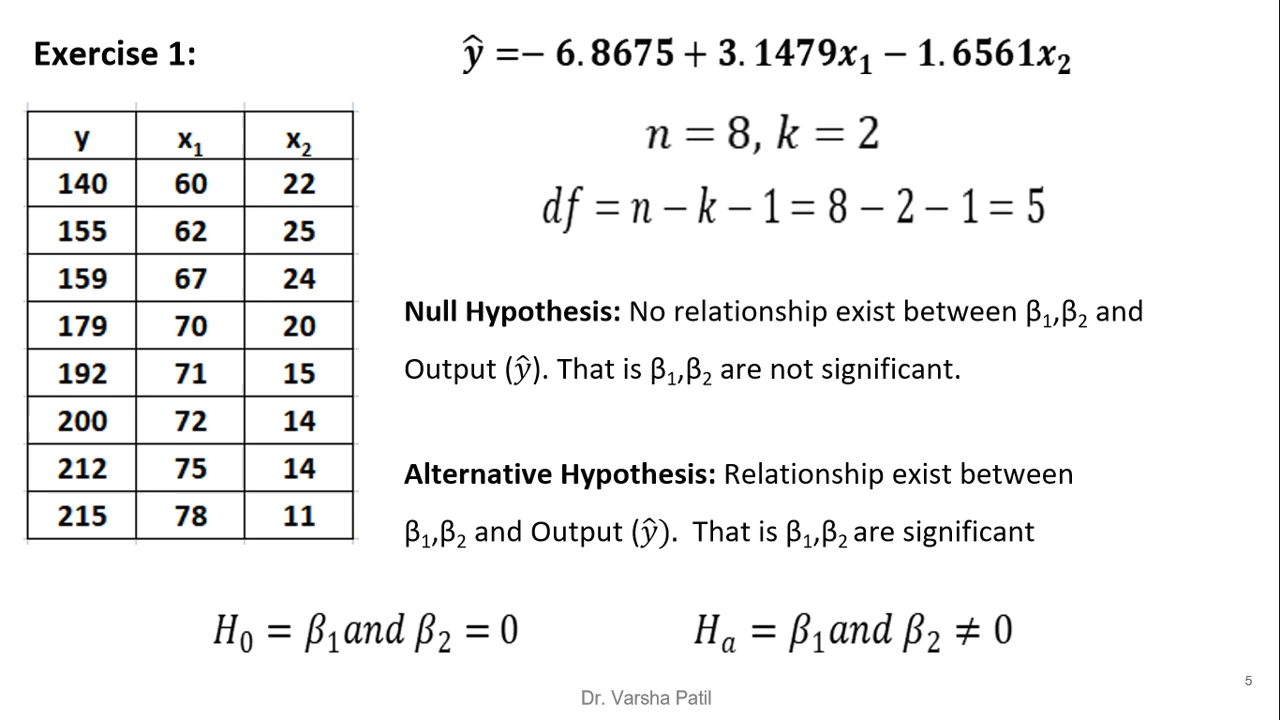 Exercise 1:
ŷ =− 6.8675 + 3.1479x₁ − 1.6561x₂
n = 8, k = 2
df = n − k − 1 = 8 − 2 − 1 = 5
y x₁ x₂
140 60 22
155 62 25
159 67 24
179 70 20
192 71 15
200 72 14
212 75 14
215 78 11
Null Hypothesis: No relationship exist between β₁,β₂ and
Output (ŷ). That is β₁,β₂ are not significant.
Alternative Hypothesis: Relationship exist between
β₁,β₂ and Output (ŷ). That is β₁,β₂ are significant
H₀ = β₁and β₂ = 0
Hₐ = β₁and β₂ ≠ 0
Dr. Varsha Patil
5